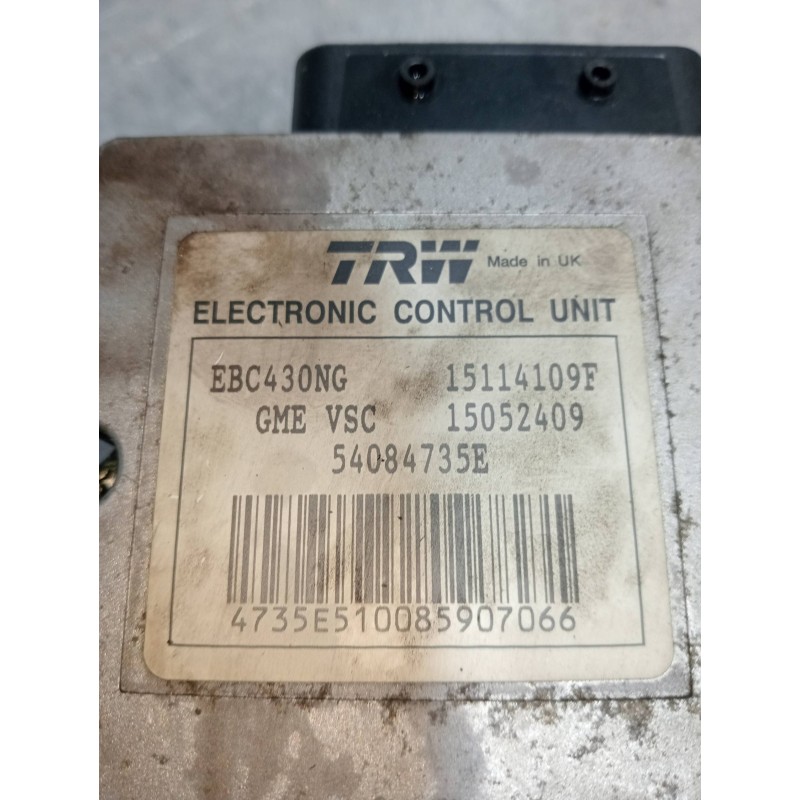 TRW Made in UK
ELECTRONIC CONTROL UNIT
EBC430NG 15114109F
GME VSC 15052409
54084735E
4735E510085907066